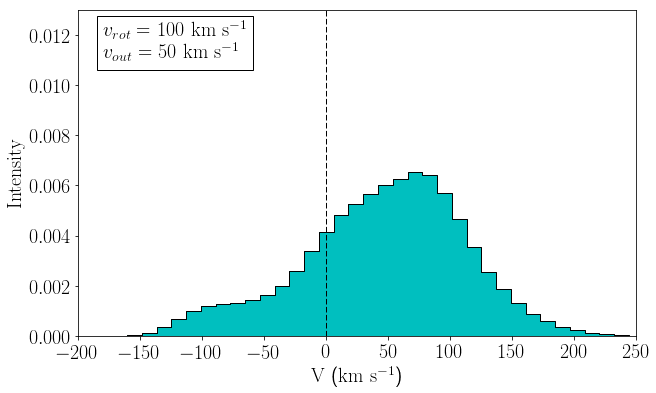 v_rot = 100 km s⁻¹
v_out = 50 km s⁻¹
0.012
0.010
0.008
0.006
0.004
0.002
0.000
Intensity
−200 −150 −100 −50 0 50 100 150 200 250
V (km s⁻¹)